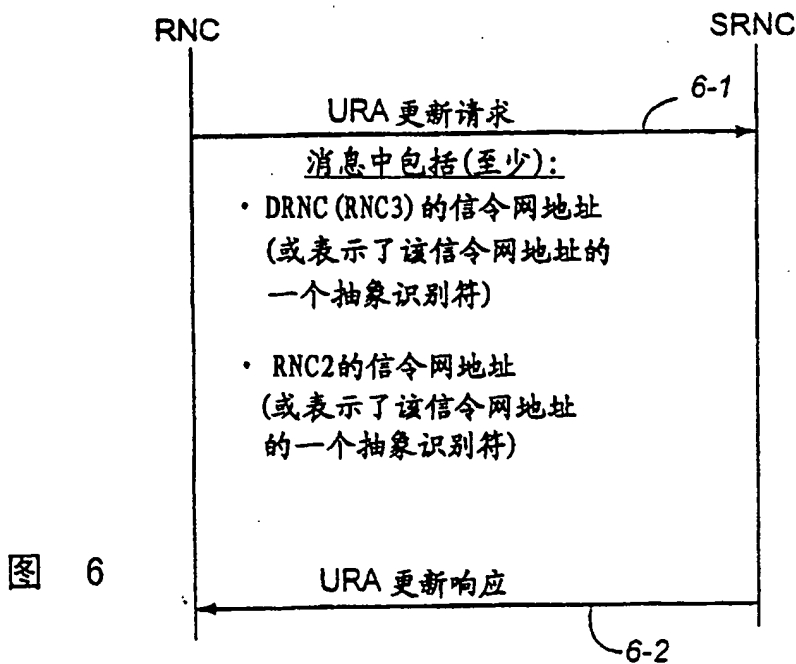 RNC
SRNC
6-1
URA 更新请求
消息中包括(至少):
· DRNC(RNC3)的信令网地址
(或表示了该信令网地址的
一个抽象识别符)
· RNC2的信令网地址
(或表示了该信令网地址
的一个抽象识别符)
图 6
URA 更新响应
6-2